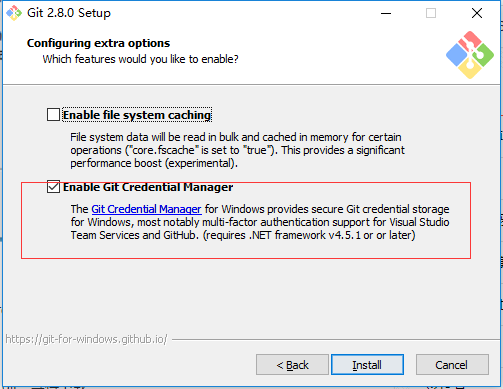 Git 2.8.0 Setup
Configuring extra options
Which features would you like to enable?
Enable file system caching
File system data will be read in bulk and cached in memory for certain
operations ("core.fscache" is set to "true"). This provides a significant
performance boost (experimental).
Enable Git Credential Manager
The Git Credential Manager for Windows provides secure Git credential storage
for Windows, most notably multi-factor authentication support for Visual Studio
Team Services and GitHub. (requires .NET framework v4.5.1 or or later)
https://git-for-windows.github.io/
< Back
Install
Cancel